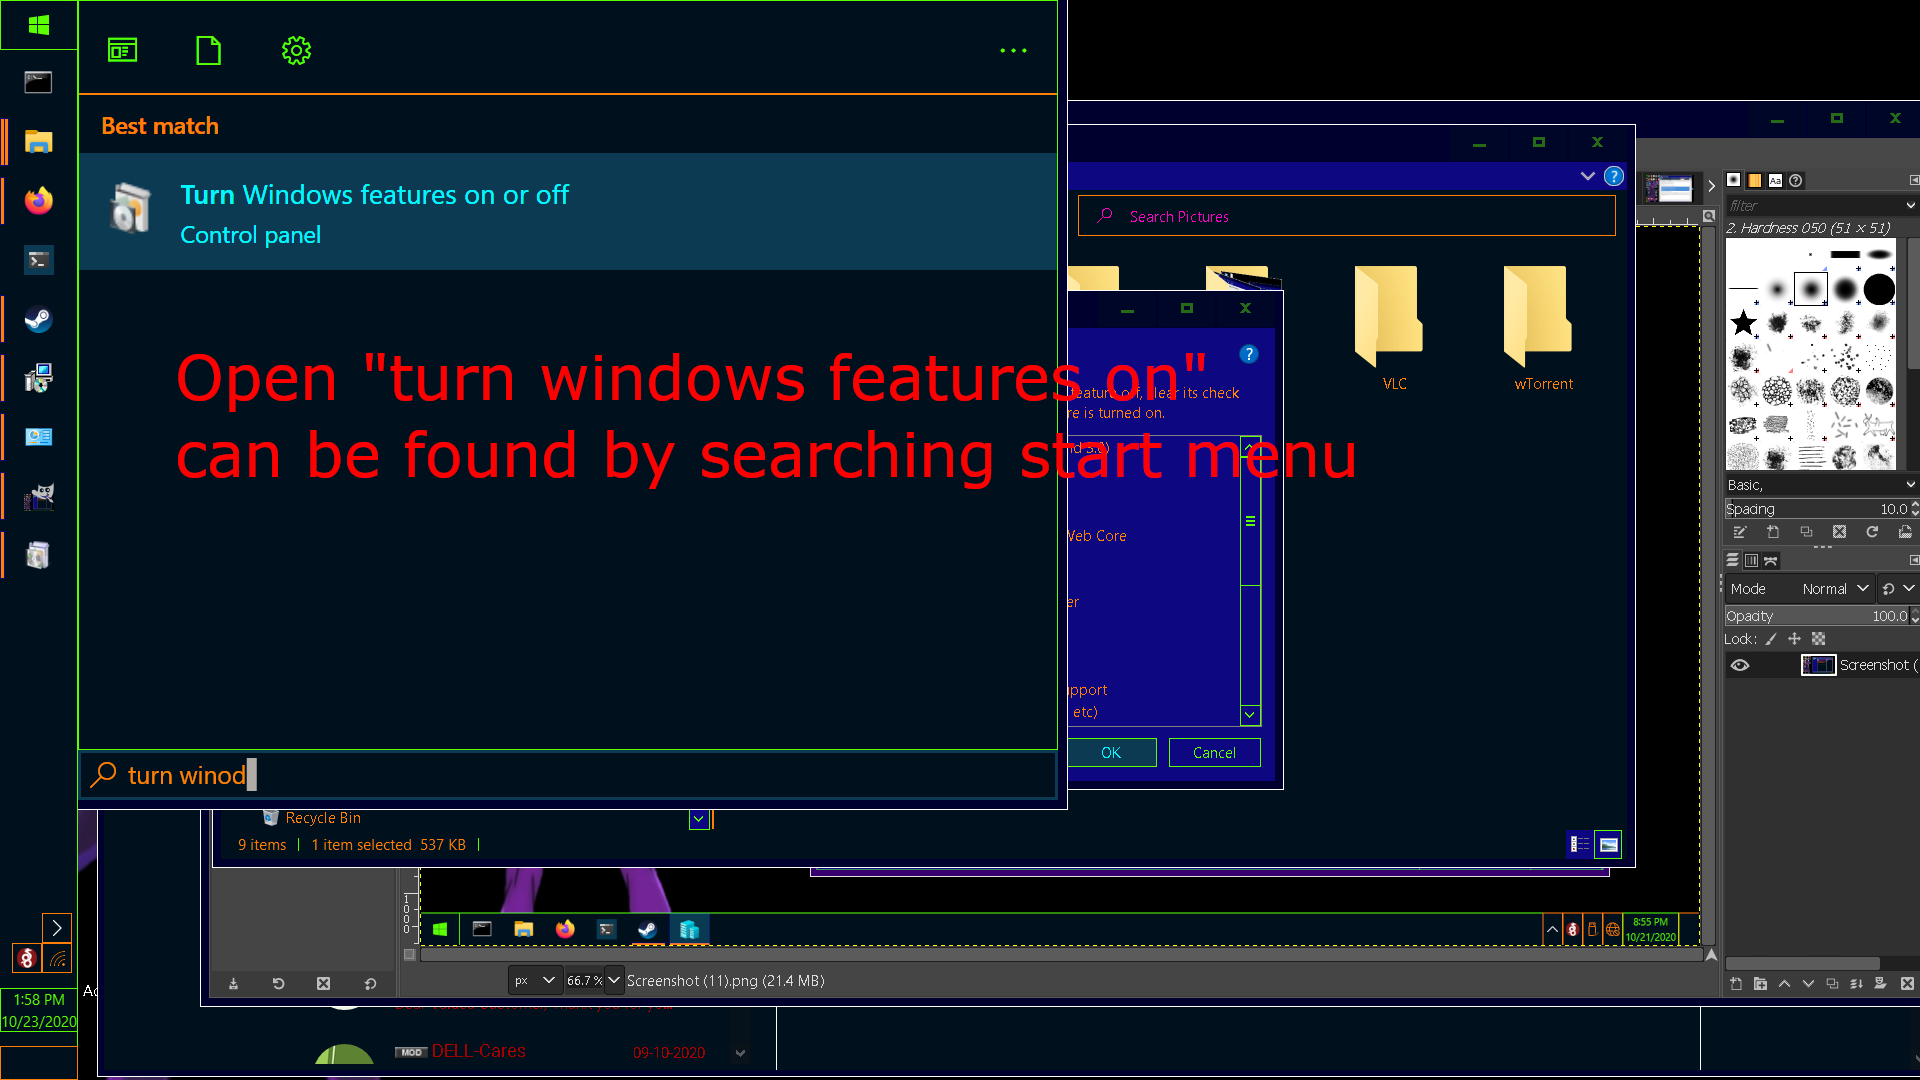 Best match
Turn Windows features on or off
Control panel
Open "turn windows features on"
can be found by searching start menu
turn winod
Search Pictures
VLC
wTorrent
feature off, clear its check
re is turned on.
nd 3.0)
Web Core
er
pport
etc)
OK
Cancel
Recycle Bin
9 items
1 item selected 537 KB
filter
2. Hardness 050 (51 × 51)
Basic,
Spacing 10.0
Mode Normal
Opacity 100.0
Lock:
Screenshot (
8:55 PM
10/21/2020
px
66.7 %
Screenshot (11).png (21.4 MB)
1:58 PM
10/23/2020
MOD DELL-Cares 09-10-2020